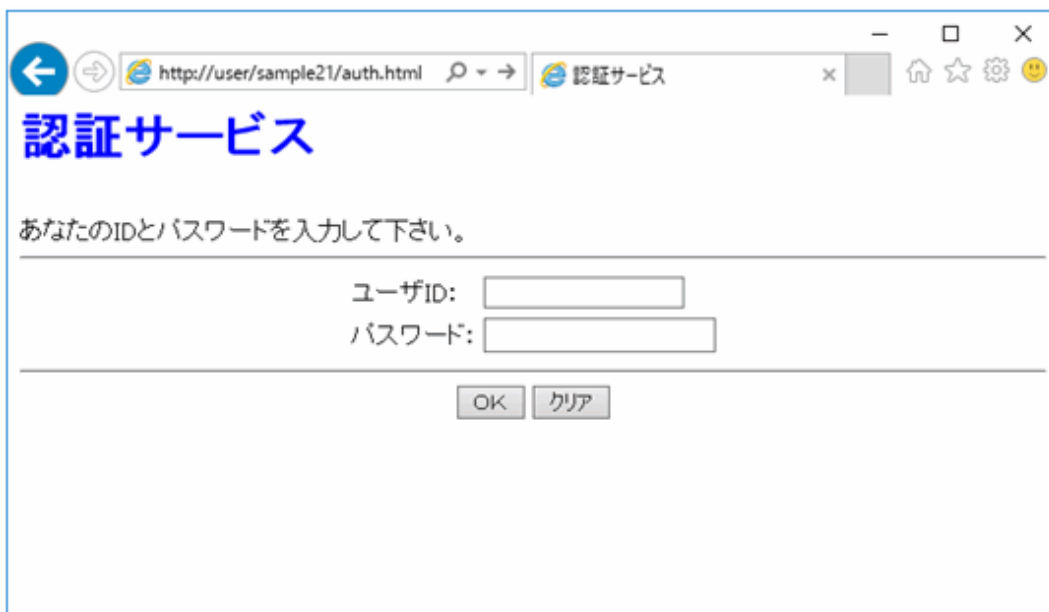 http://user/sample21/auth.html
認証サービス
認証サービス
あなたのIDとパスワードを入力して下さい。
ユーザID:
パスワード:
OK クリア